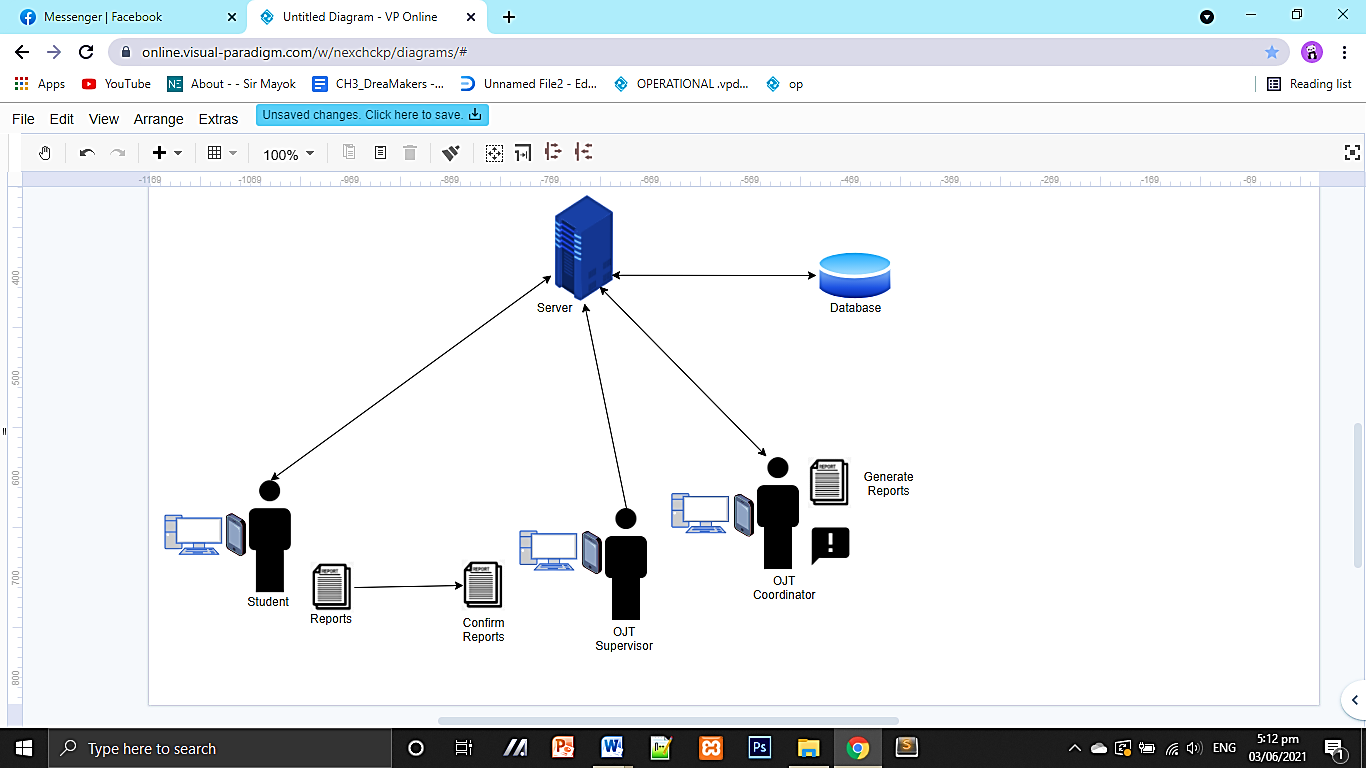 Messenger | Facebook
Untitled Diagram - VP Online
online.visual-paradigm.com/w/nexchckp/diagrams/#
Apps
YouTube
About - - Sir Mayok
CH3_DreaMakers -...
Unnamed File2 - Ed...
OPERATIONAL .vpd...
op
Reading list
File Edit View Arrange Extras
Unsaved changes. Click here to save.
100%
-1169 -1069 -969 -869 -769 -669 -569 -469 -369 -269 -169 -69
400
500
600
700
800
Server
Database
REPORT
Generate
Reports
OJT
Coordinator
Student
REPORT
Reports
REPORT
Confirm
Reports
OJT
Supervisor
Type here to search
ENG
5:12 pm
03/06/2021
1